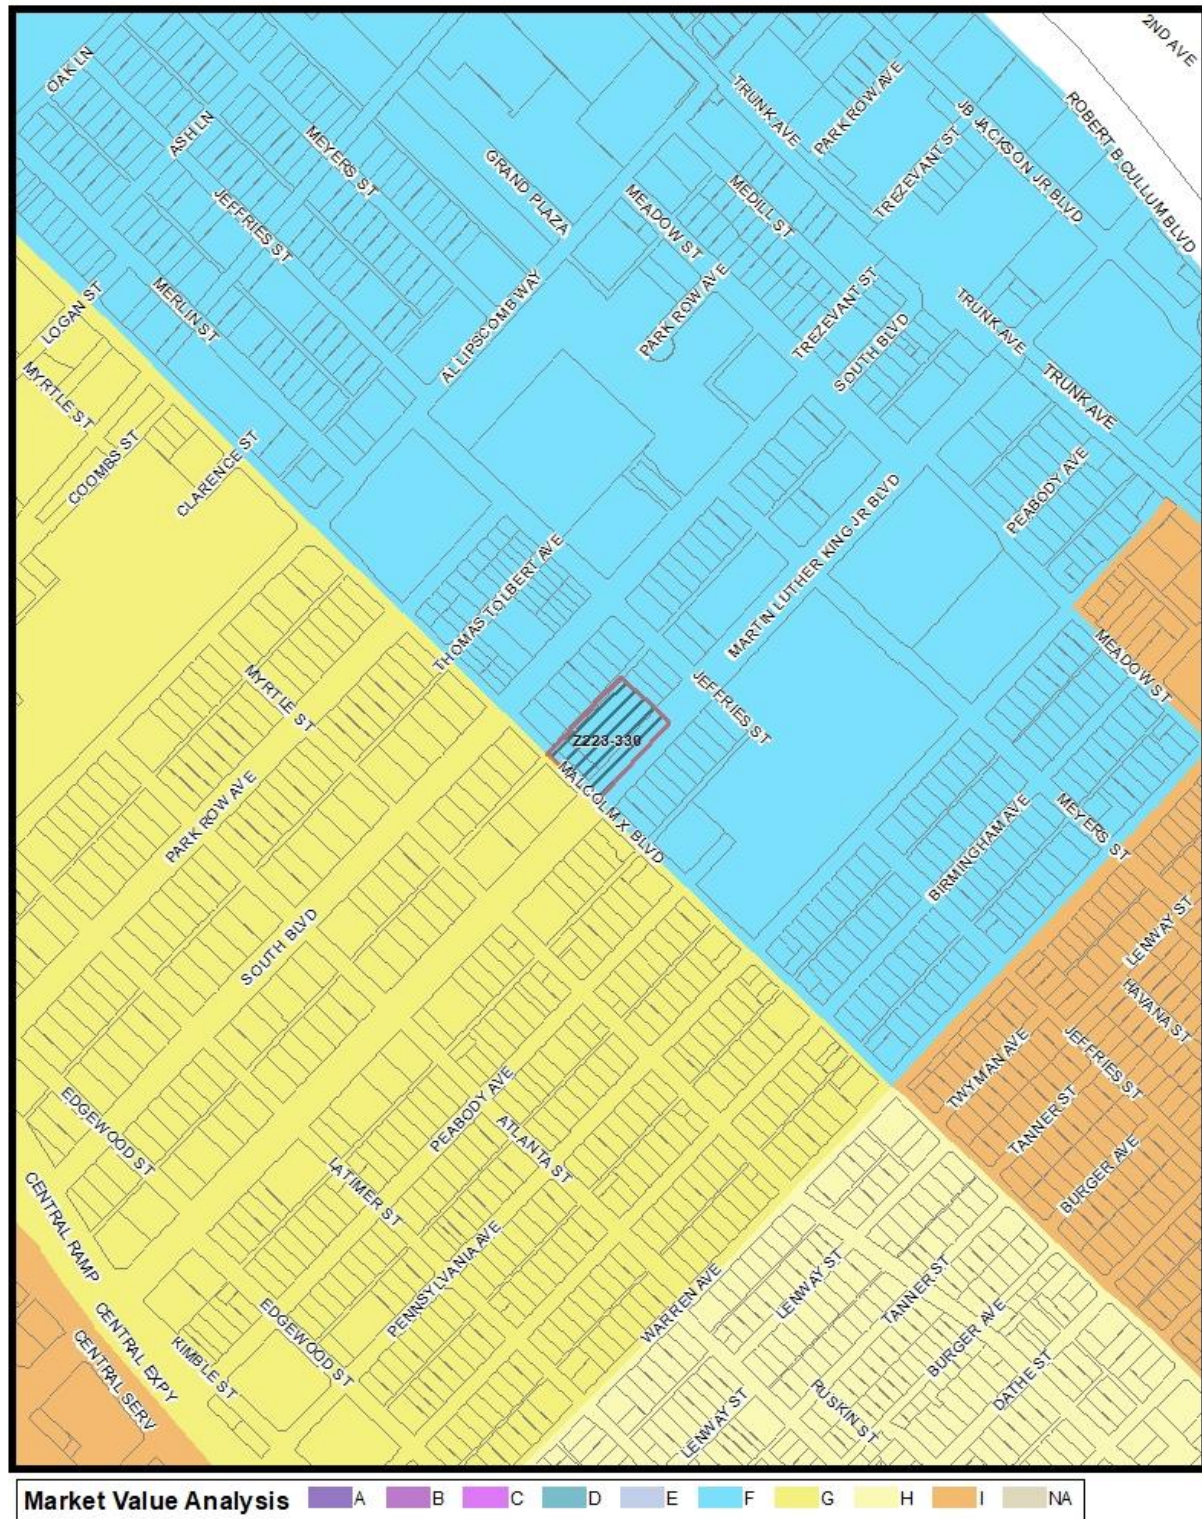 2ND AVE
OAK LN
TRUNK AVE
PARK ROW AVE
JB JACKSON JR BLVD
ROBERT B CULLUM BLVD
ASH LN
MEYERS ST
GRAND PLAZA
MEADOW ST
MEDILL ST
TREZEVANT ST
JEFFRIES ST
MERLIN ST
LOGAN ST
ALLIPSCOMB WAY
PARK ROW AVE
TREZEVANT ST
SOUTH BLVD
TRUNK AVE
TRUNK AVE
MYRTLE ST
COOMBS ST
CLARENCE ST
PEABODY AVE
THOMAS TOLBERT AVE
MARTIN LUTHER KING JR BLVD
MEADOW ST
MYRTLE ST
JEFFRIES ST
Z223-330
MALCOLM X BLVD
PARK ROW AVE
BIRMINGHAM AVE
MEYERS ST
SOUTH BLVD
LENWAY ST
HAVANA ST
TWYMAN AVE
JEFFRIES ST
EDGEWOOD ST
PEABODY AVE
ATLANTA ST
TANNER ST
BURGER AVE
LATIMER ST
CENTRAL RAMP
PENNSYLVANIA AVE
WARREN AVE
LENWAY ST
TANNER ST
BURGER AVE
DATHE ST
CENTRAL EXPY
CENTRAL SERV
KIMBLE ST
EDGEWOOD ST
LENWAY ST
RUSKIN ST
Market Value Analysis A B C D E F G H I NA